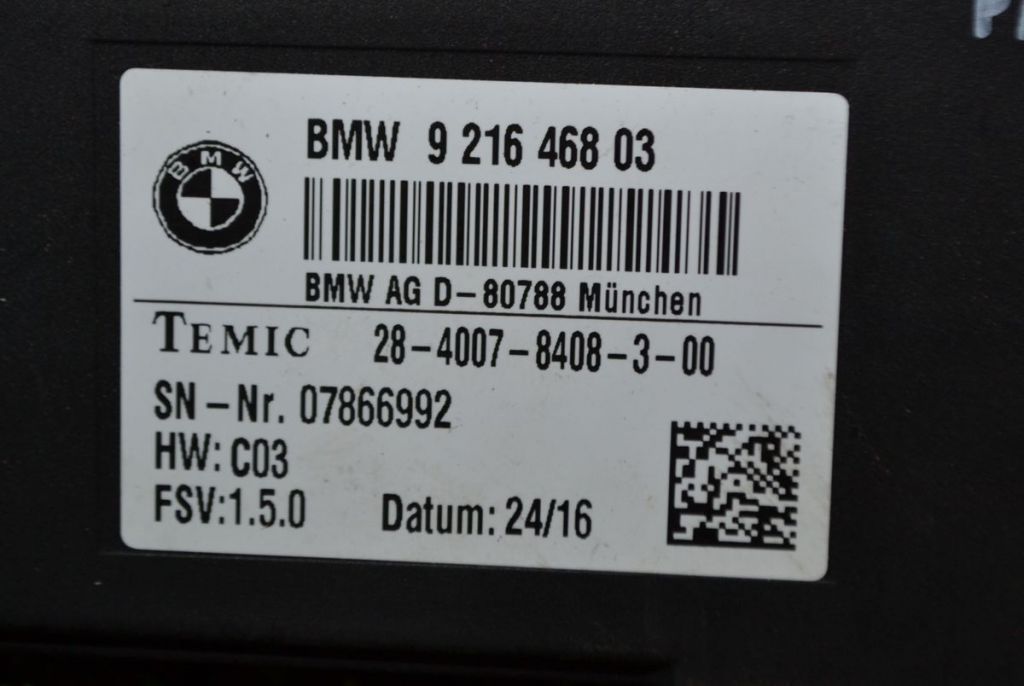 BMW 9 216 468 03
BMW
BMW AG D-80788 München
TEMIC 28-4007-8408-3-00
SN-Nr. 07866992
HW: C03
FSV:1.5.0 Datum: 24/16